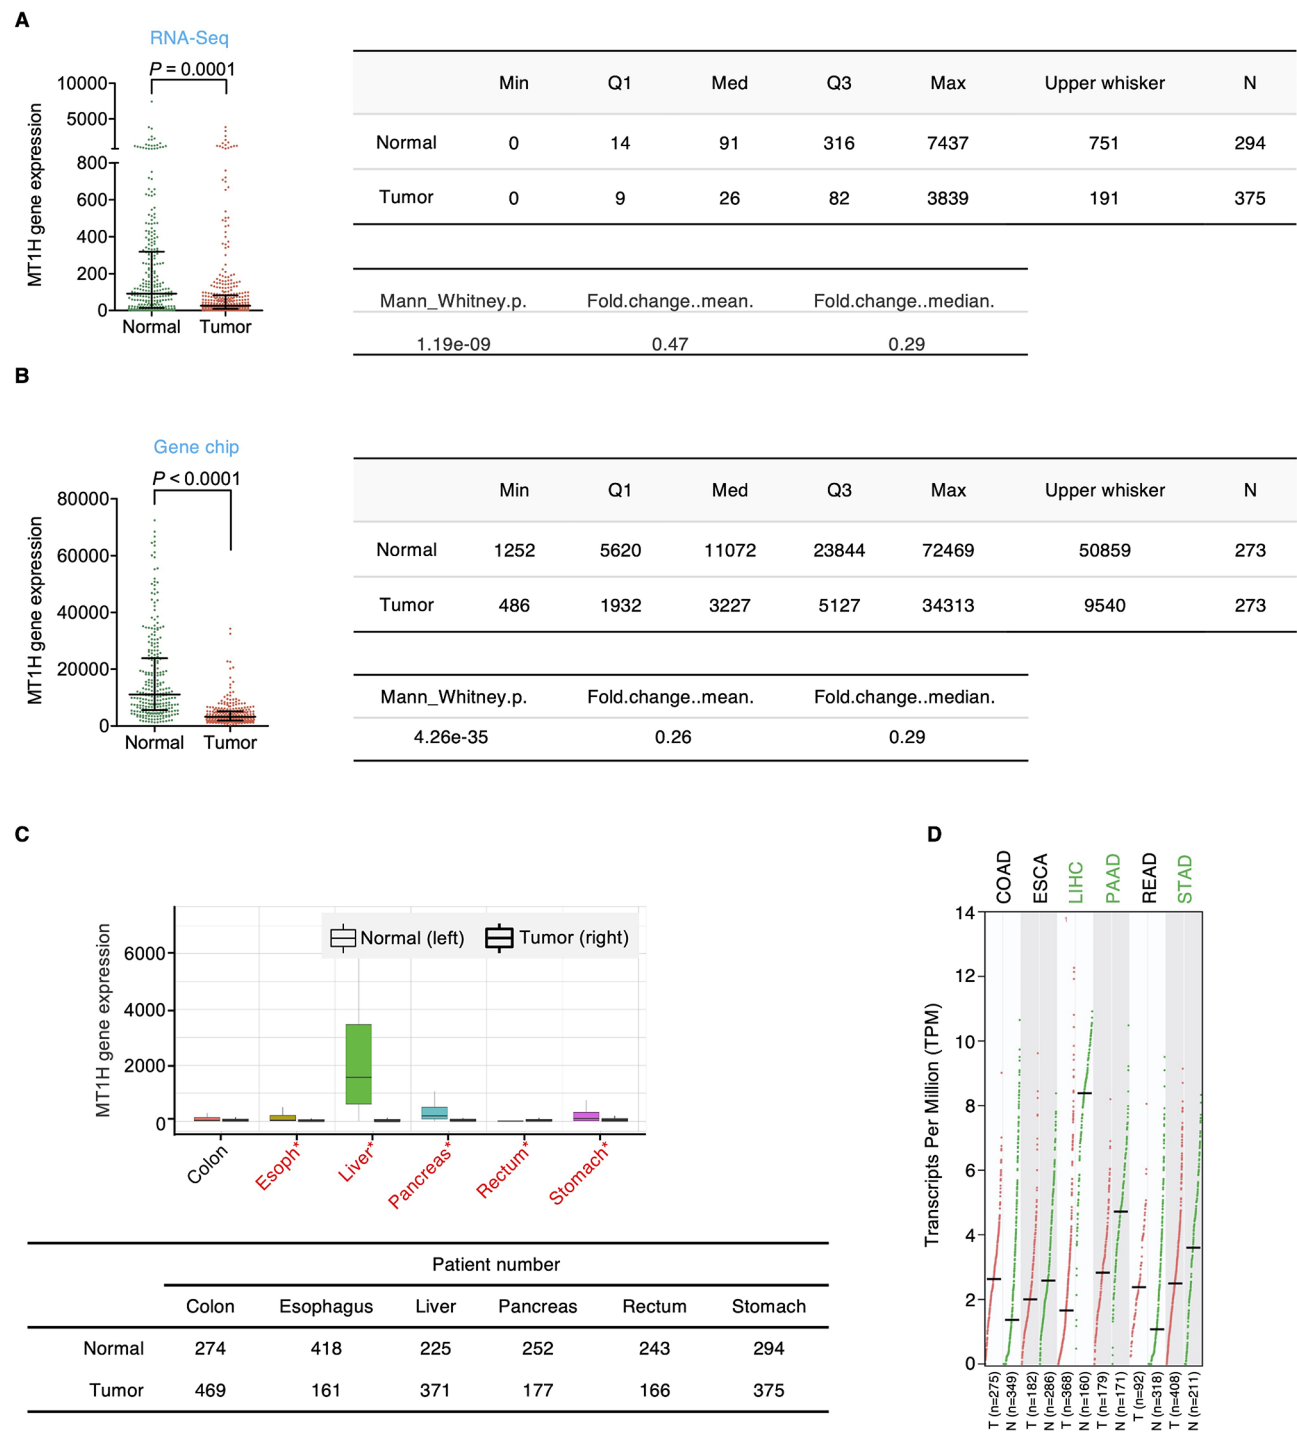 A
RNA-Seq
P = 0.0001
MT1H gene expression
10000
5000
800
600
400
200
0
Normal Tumor
Min Q1 Med Q3 Max Upper whisker N
Normal 0 14 91 316 7437 751 294
Tumor 0 9 26 82 3839 191 375
Mann_Whitney.p. Fold.change..mean. Fold.change..median.
1.19e-09 0.47 0.29
B
Gene chip
P < 0.0001
MT1H gene expression
80000
60000
40000
20000
0
Normal Tumor
Min Q1 Med Q3 Max Upper whisker N
Normal 1252 5620 11072 23844 72469 50859 273
Tumor 486 1932 3227 5127 34313 9540 273
Mann_Whitney.p. Fold.change..mean. Fold.change..median.
4.26e-35 0.26 0.29
C
Normal (left) Tumor (right)
MT1H gene expression
6000
4000
2000
0
Colon Esoph* Liver* Pancreas* Rectum* Stomach*
Patient number
Colon Esophagus Liver Pancreas Rectum Stomach
Normal 274 418 225 252 243 294
Tumor 469 161 371 177 166 375
D
COAD ESCA LIHC PAAD READ STAD
Transcripts Per Million (TPM)
14
12
10
8
6
4
2
0
T (n=275)
N (n=349)
T (n=182)
N (n=286)
T (n=368)
N (n=160)
T (n=179)
N (n=171)
T (n=92)
N (n=318)
T (n=408)
N (n=211)